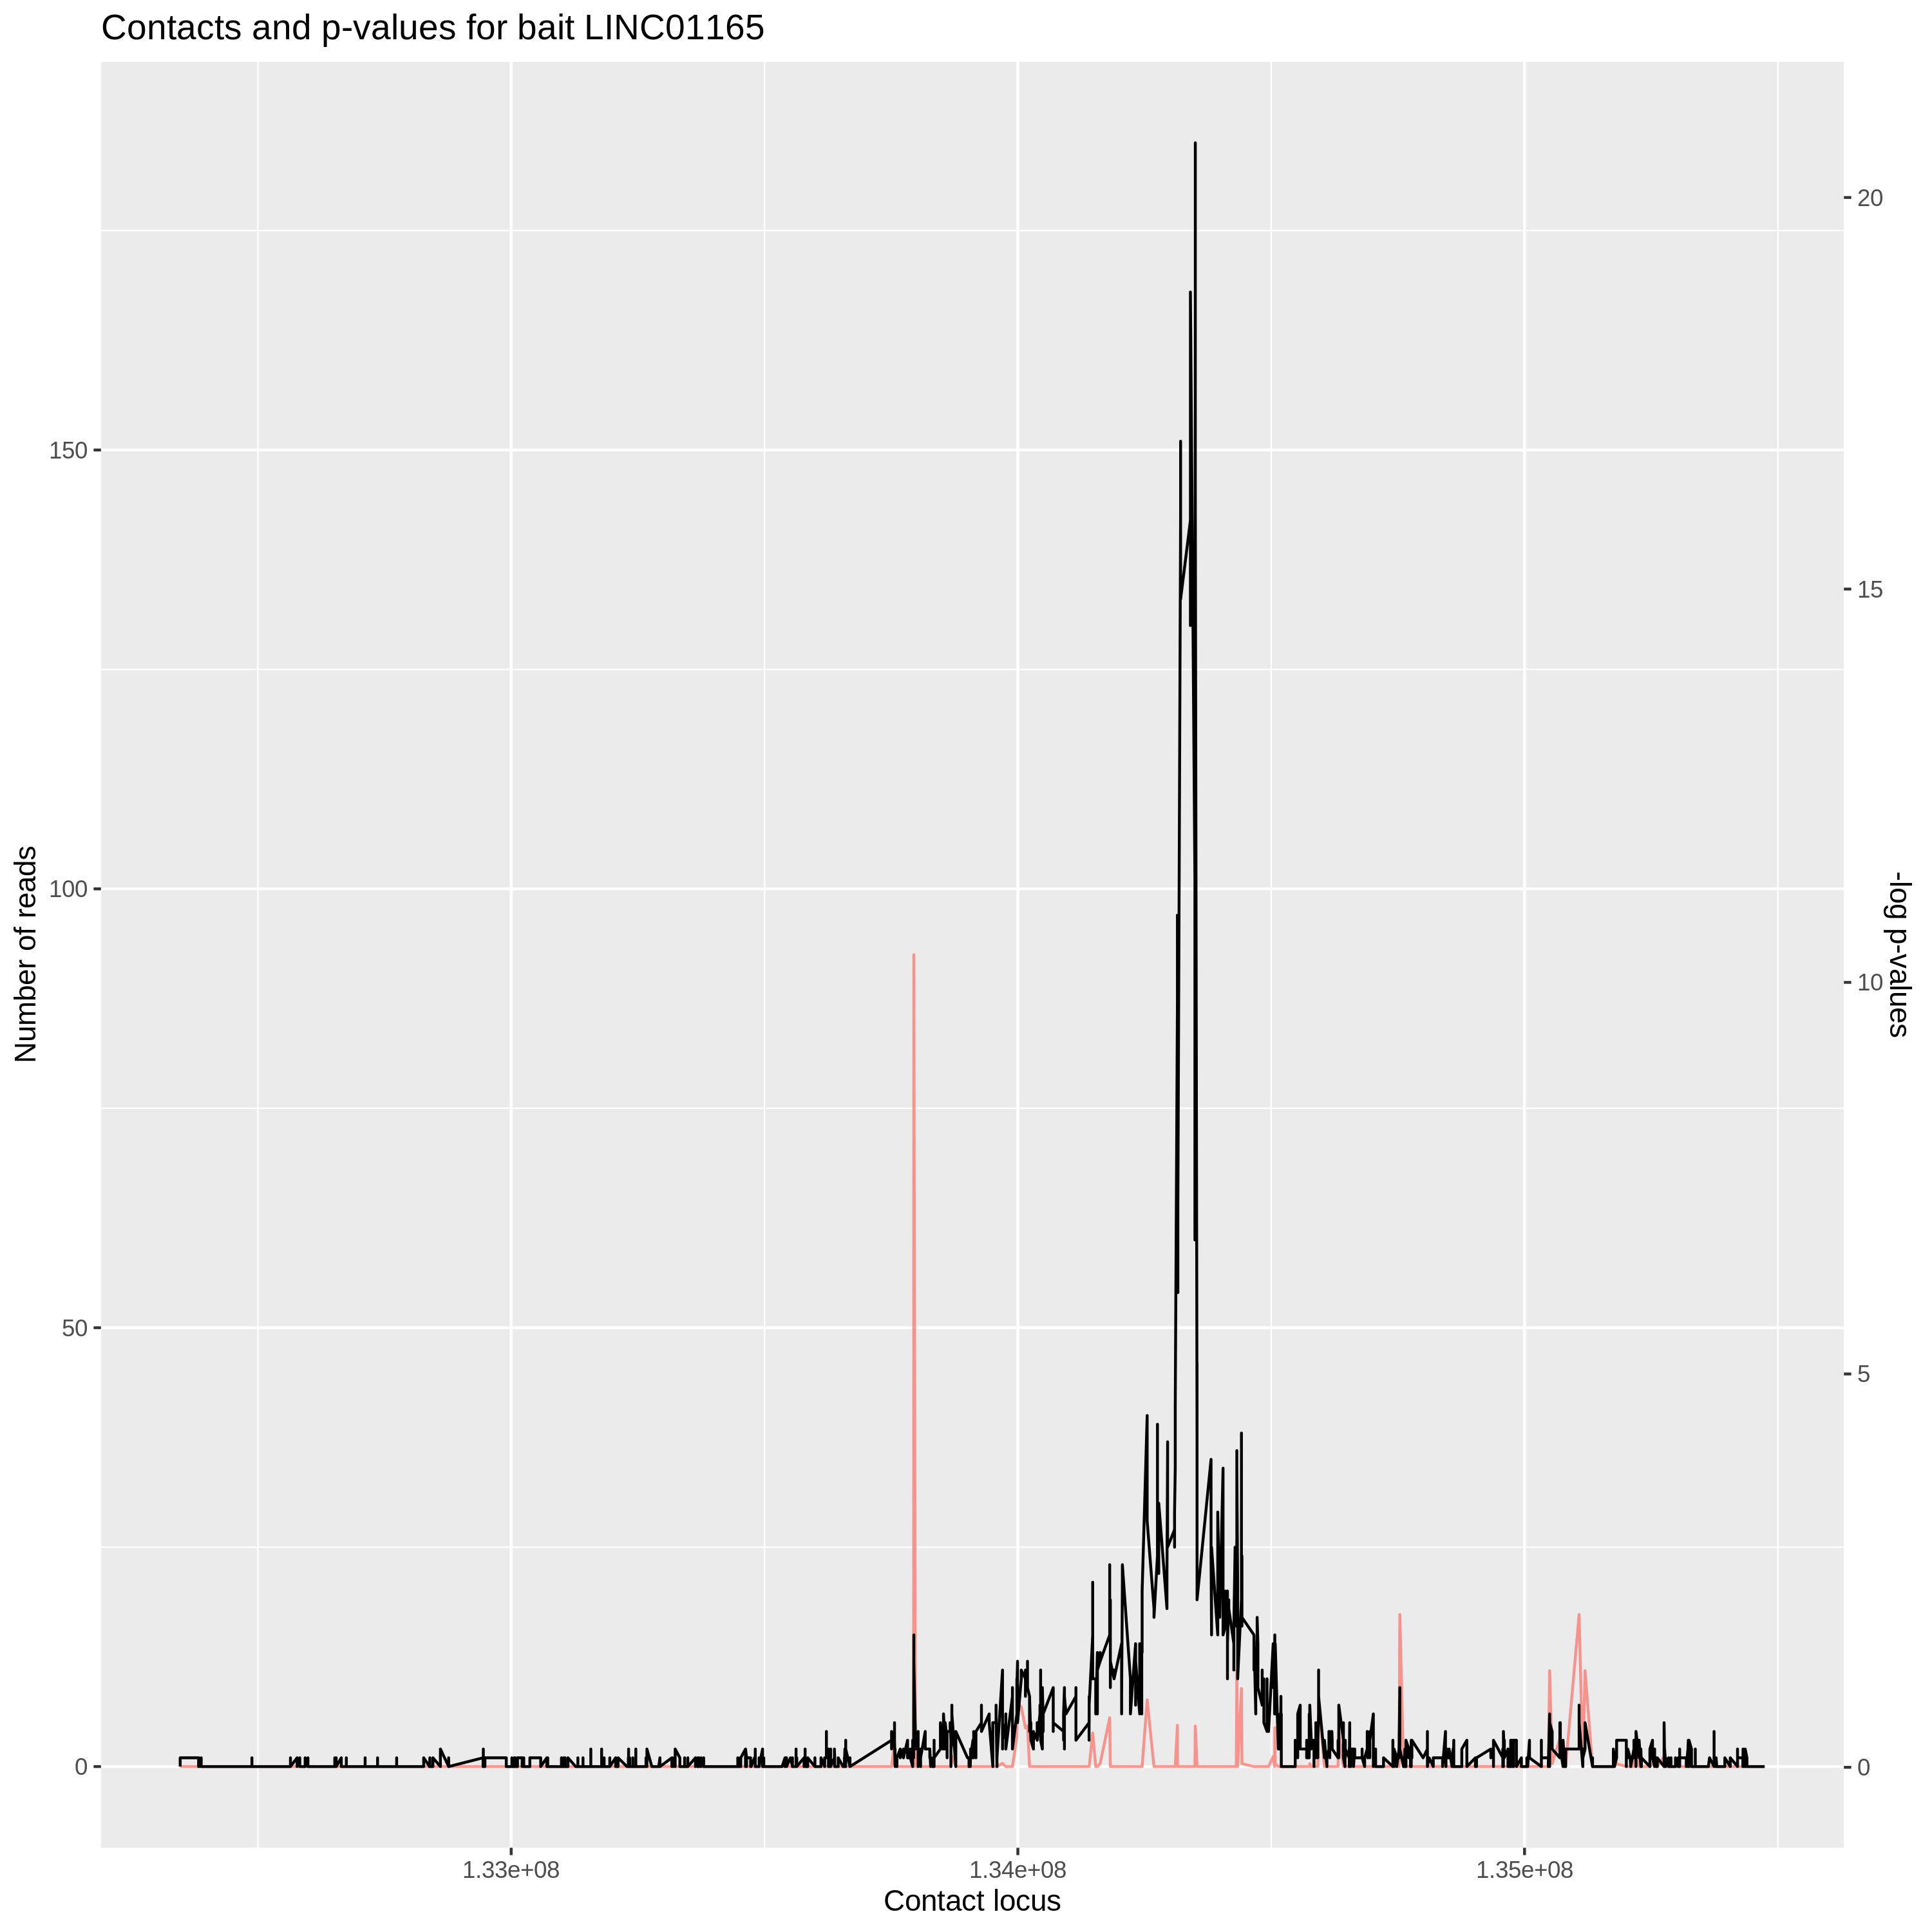 Contacts and p-values for bait LINC01165
20
15
10
5
0
150
100
50
0
Number of reads
-log p-values
1.33e+08 1.34e+08 1.35e+08
Contact locus